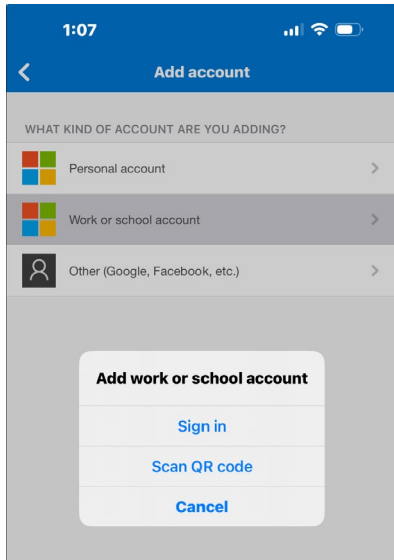 1:07
Add account
WHAT KIND OF ACCOUNT ARE YOU ADDING?
Personal account
Work or school account
Other (Google, Facebook, etc.)
Add work or school account
Sign in
Scan QR code
Cancel